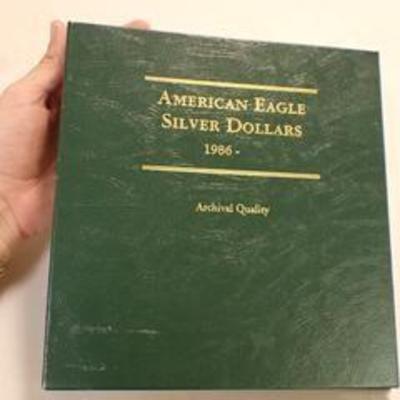 American Eagle
Silver Dollars
1986 -
Archival Quality